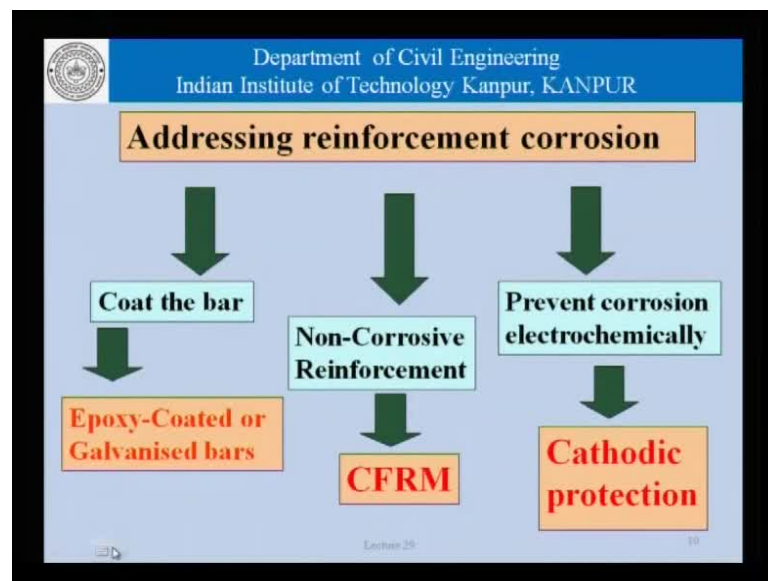 Department of Civil Engineering
Indian Institute of Technology Kanpur, KANPUR
Addressing reinforcement corrosion
Coat the bar
Epoxy-Coated or
Galvanised bars
Non-Corrosive
Reinforcement
CFRM
Prevent corrosion
electrochemically
Cathodic
protection
Lecture 29
10